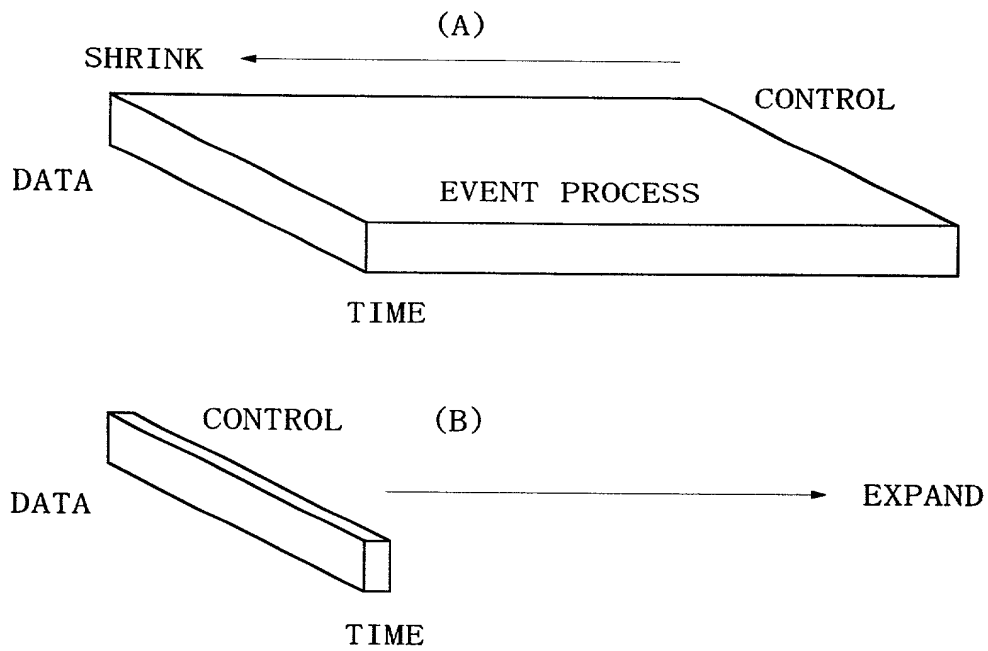 (A)
SHRINK
CONTROL
DATA
EVENT PROCESS
TIME
CONTROL
(B)
DATA
EXPAND
TIME